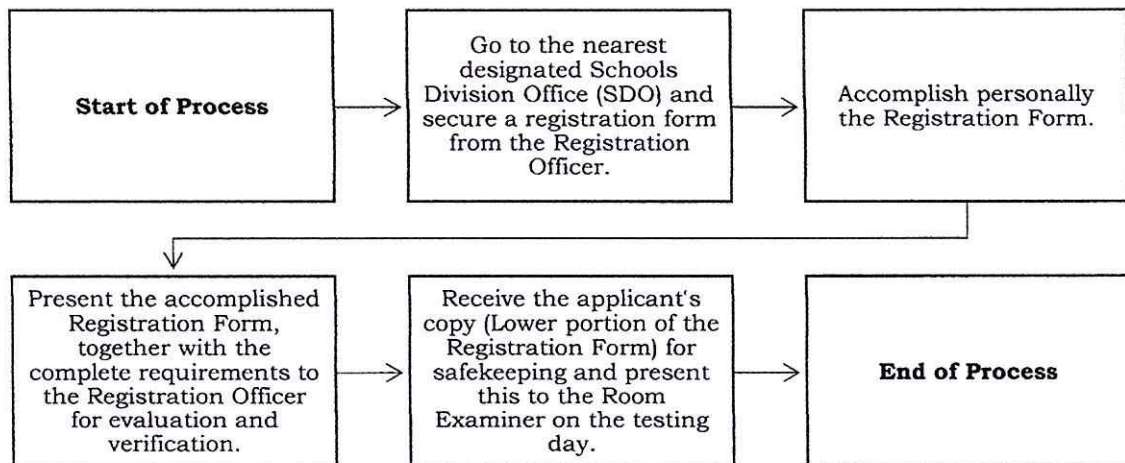 Start of Process
Go to the nearest
designated Schools
Division Office (SDO) and
secure a registration form
from the Registration
Officer.
Accomplish personally
the Registration Form.
Present the accomplished
Registration Form,
together with the
complete requirements to
the Registration Officer
for evaluation and
verification.
Receive the applicant's
copy (Lower portion of the
Registration Form) for
safekeeping and present
this to the Room
Examiner on the testing
day.
End of Process